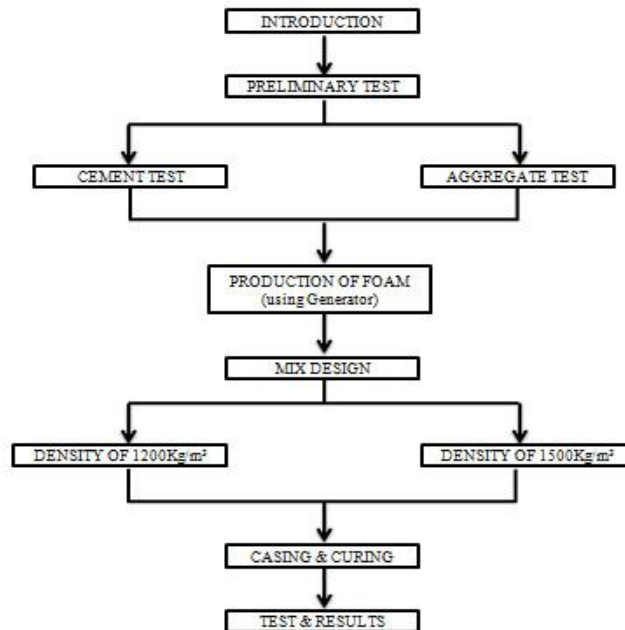 INTRODUCTION
PRELIMINARY TEST
CEMENT TEST
AGGREGATE TEST
PRODUCTION OF FOAM
(using Generator)
MIX DESIGN
DENSITY OF 1200Kg/m³
DENSITY OF 1500Kg/m³
CASING & CURING
TEST & RESULTS